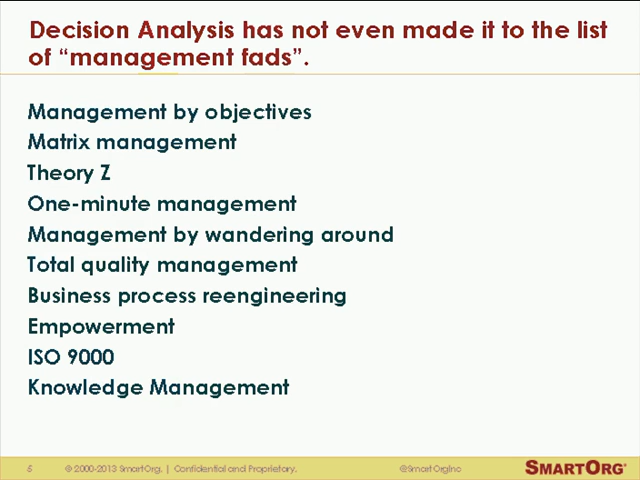 Decision Analysis has not even made it to the list
of “management fads”.
Management by objectives
Matrix management
Theory Z
One-minute management
Management by wandering around
Total quality management
Business process reengineering
Empowerment
ISO 9000
Knowledge Management
5 © 2000-2013 SmartOrg. | Confidential and Proprietary. @SmartOrgInc SMARTORG®